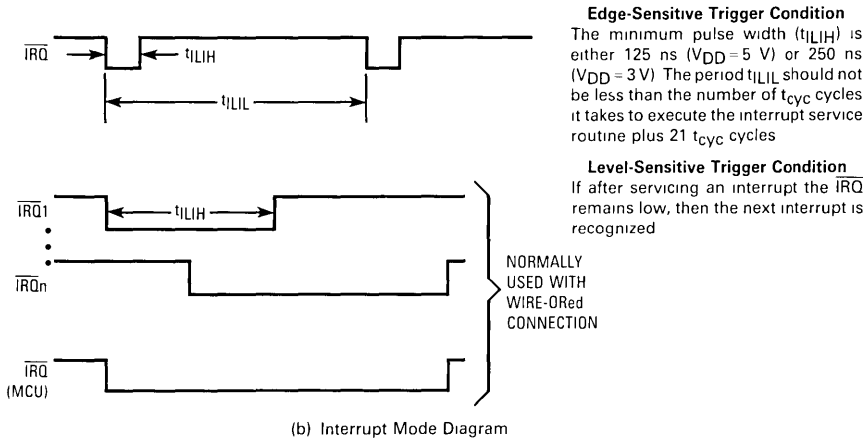 IRQ
tILIH
tILIL
Edge-Sensitive Trigger Condition
The minimum pulse width (tILIH) is
either 125 ns (VDD = 5 V) or 250 ns
(VDD = 3 V) The period tILIL should not
be less than the number of tcyc cycles
it takes to execute the interrupt service
routine plus 21 tcyc cycles
Level-Sensitive Trigger Condition
If after servicing an interrupt the IRQ
remains low, then the next interrupt is
recognized
IRQ1
tILIH
IRQn
IRQ
(MCU)
NORMALLY
USED WITH
WIRE-ORed
CONNECTION
(b) Interrupt Mode Diagram